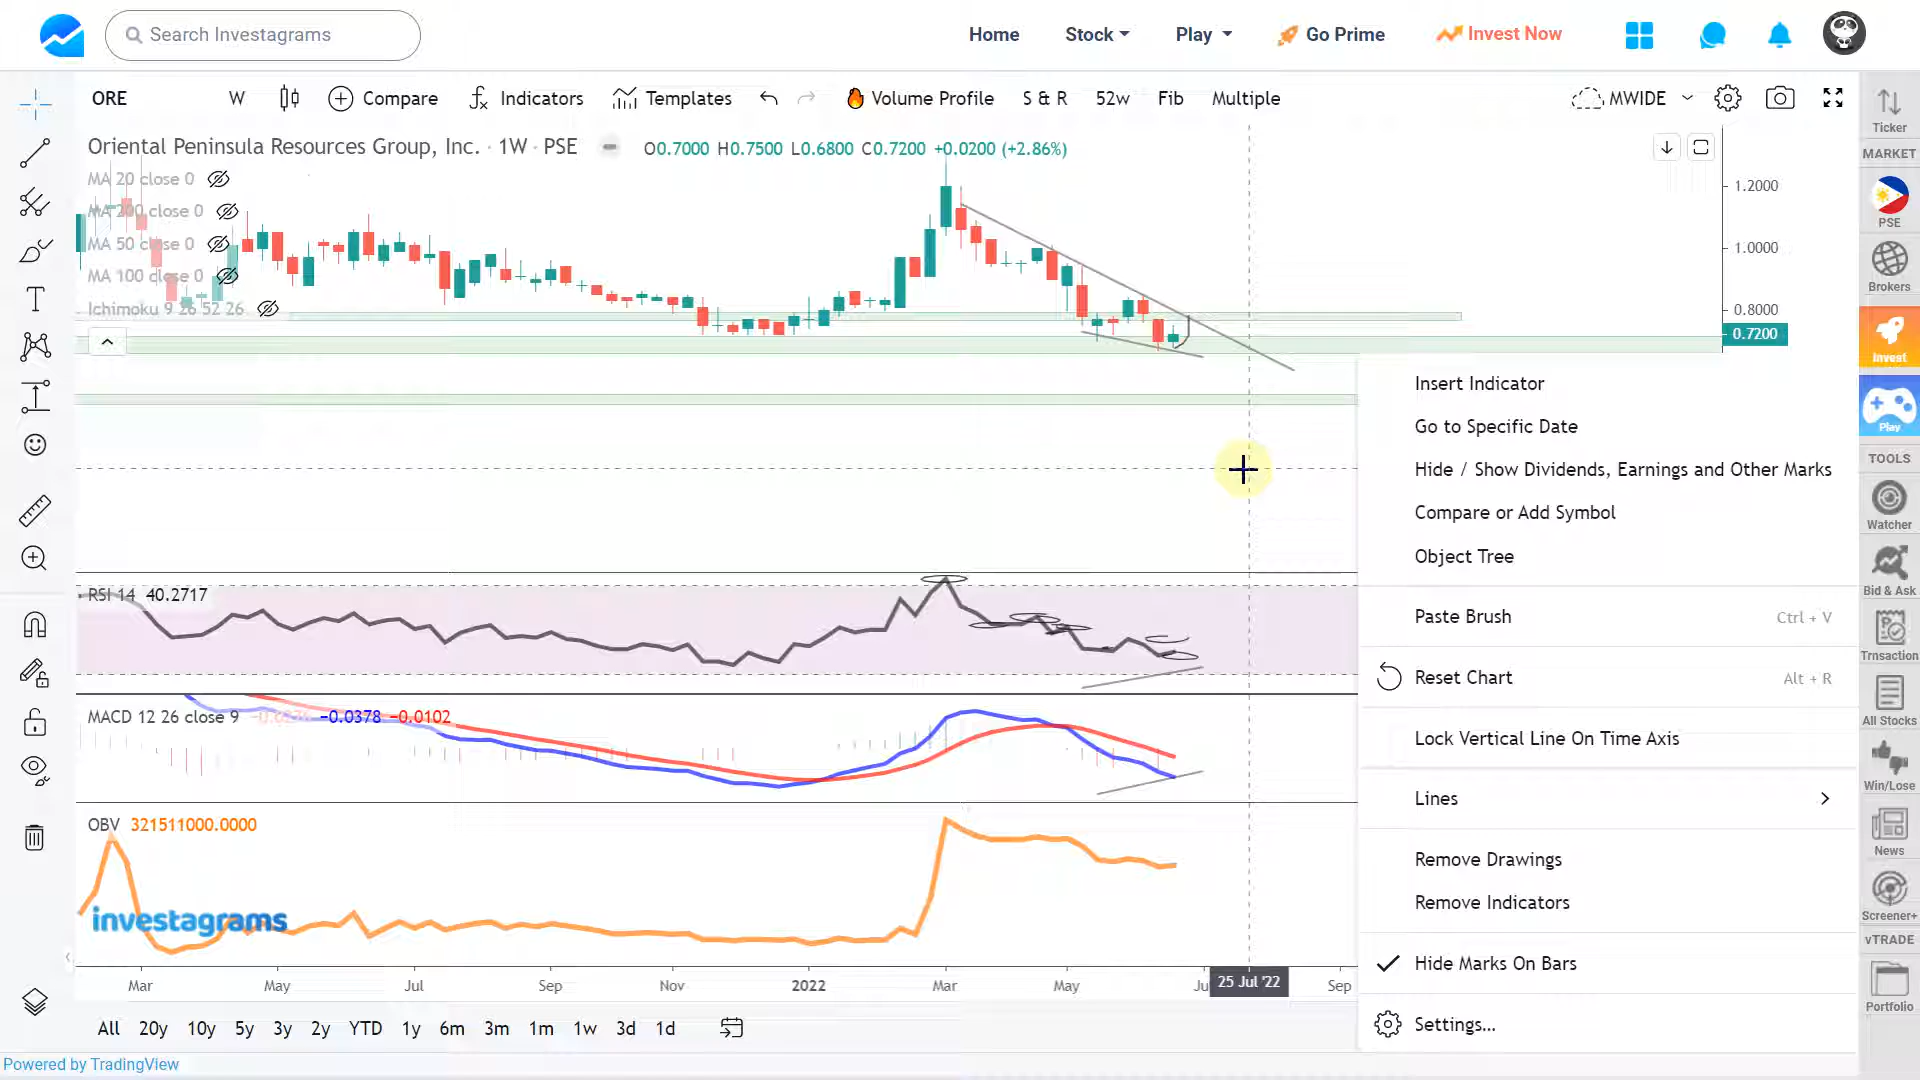 Search Investagrams
Home
Stock
Play
Go Prime
Invest Now
ORE
W
Compare
Indicators
Templates
Volume Profile
S & R
52w
Fib
Multiple
MWIDE
Oriental Peninsula Resources Group, Inc. · 1W · PSE
O0.7000 H0.7500 L0.6800 C0.7200 +0.0200 (+2.86%)
MA 20 close 0
MA 200 close 0
MA 50 close 0
MA 100 close 0
Ichimoku 9 26 52 26
1.2000
1.0000
0.8000
0.7200
Insert Indicator
Go to Specific Date
Hide / Show Dividends, Earnings and Other Marks
Compare or Add Symbol
Object Tree
Paste Brush
Ctrl + V
Reset Chart
Alt + R
Lock Vertical Line On Time Axis
Lines
Remove Drawings
Remove Indicators
Hide Marks On Bars
Settings...
RSI 14 40.2717
MACD 12 26 close 9 −0.0378 −0.0102
OBV 321511000.0000
investagrams
Mar
May
Jul
Sep
Nov
2022
Mar
May
Ju
25 Jul '22
Sep
All
20y
10y
5y
3y
2y
YTD
1y
6m
3m
1m
1w
3d
1d
Powered by TradingView
Ticker
MARKET
PSE
Brokers
Invest
Play
TOOLS
Watcher
Bid & Ask
Trnsaction
All Stocks
Win/Lose
News
Screener+
vTRADE
Portfolio